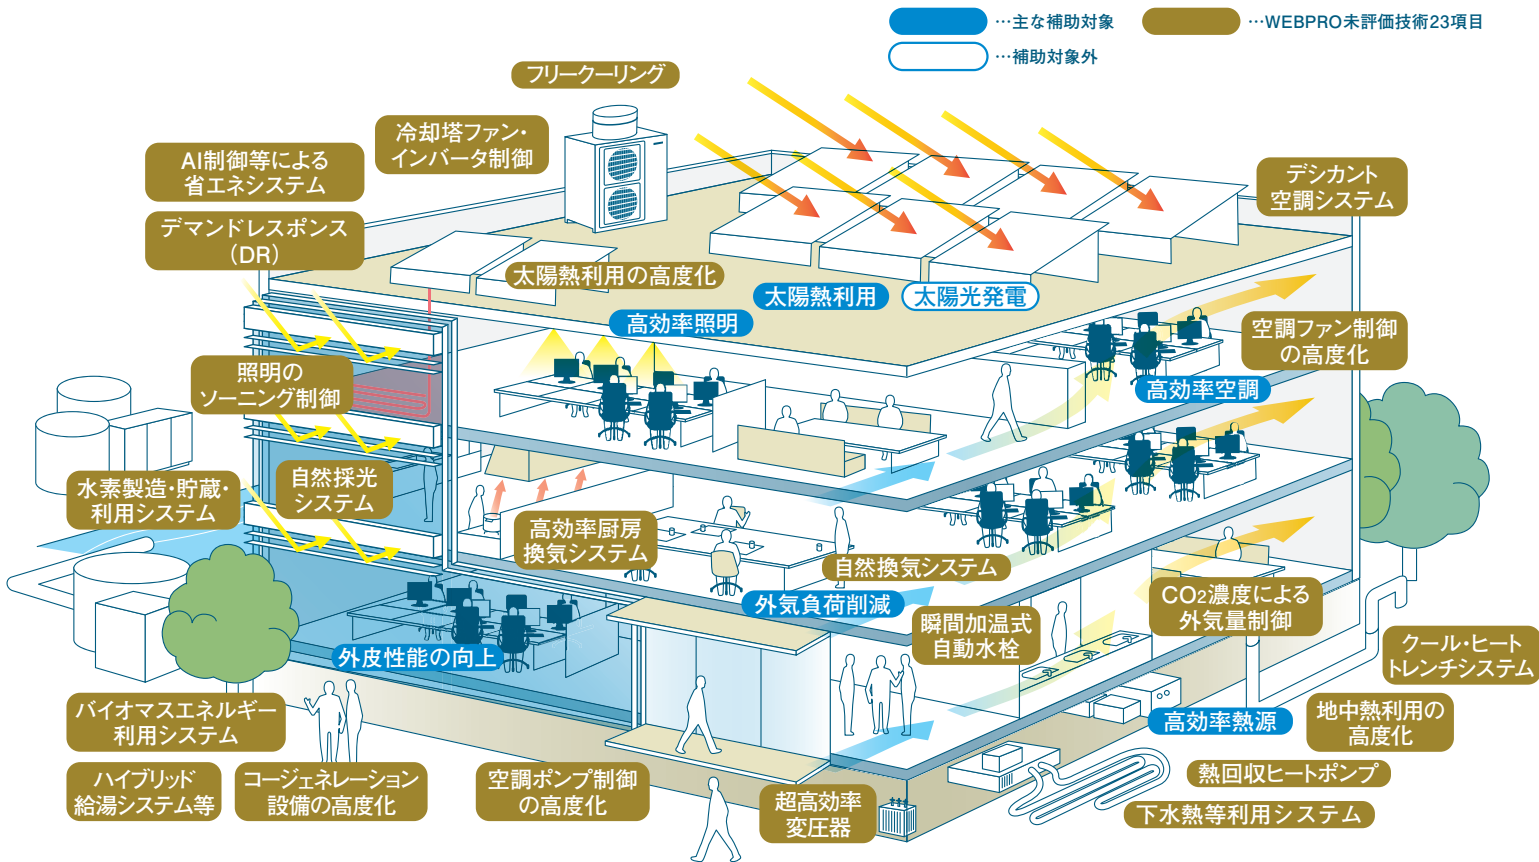 …主な補助対象
…WEBPRO未評価技術23項目
…補助対象外
フリークーリング
冷却塔ファン・
インバータ制御
AI制御等による
省エネシステム
デマンドレスポンス
(DR)
デシカント
空調システム
太陽熱利用の高度化
太陽熱利用
太陽光発電
高効率照明
空調ファン制御
の高度化
照明の
ゾーニング制御
高効率空調
水素製造・貯蔵・
利用システム
自然採光
システム
高効率厨房
換気システム
自然換気システム
外気負荷削減
瞬間加温式
自動水栓
CO2濃度による
外気量制御
外皮性能の向上
クール・ヒート
トレンチシステム
バイオマスエネルギー
利用システム
高効率熱源
地中熱利用の
高度化
ハイブリッド
給湯システム等
コージェネレーション
設備の高度化
空調ポンプ制御
の高度化
超高効率
変圧器
熱回収ヒートポンプ
下水熱等利用システム